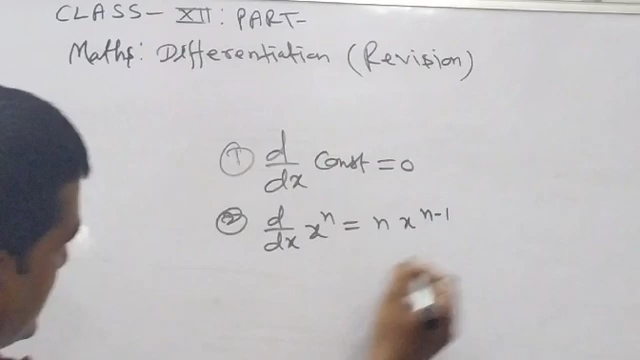 CLASS - XII : PART-
Maths: Differentiation (Revision)
① d/dx Const = 0
② d/dx xⁿ = n xⁿ⁻¹